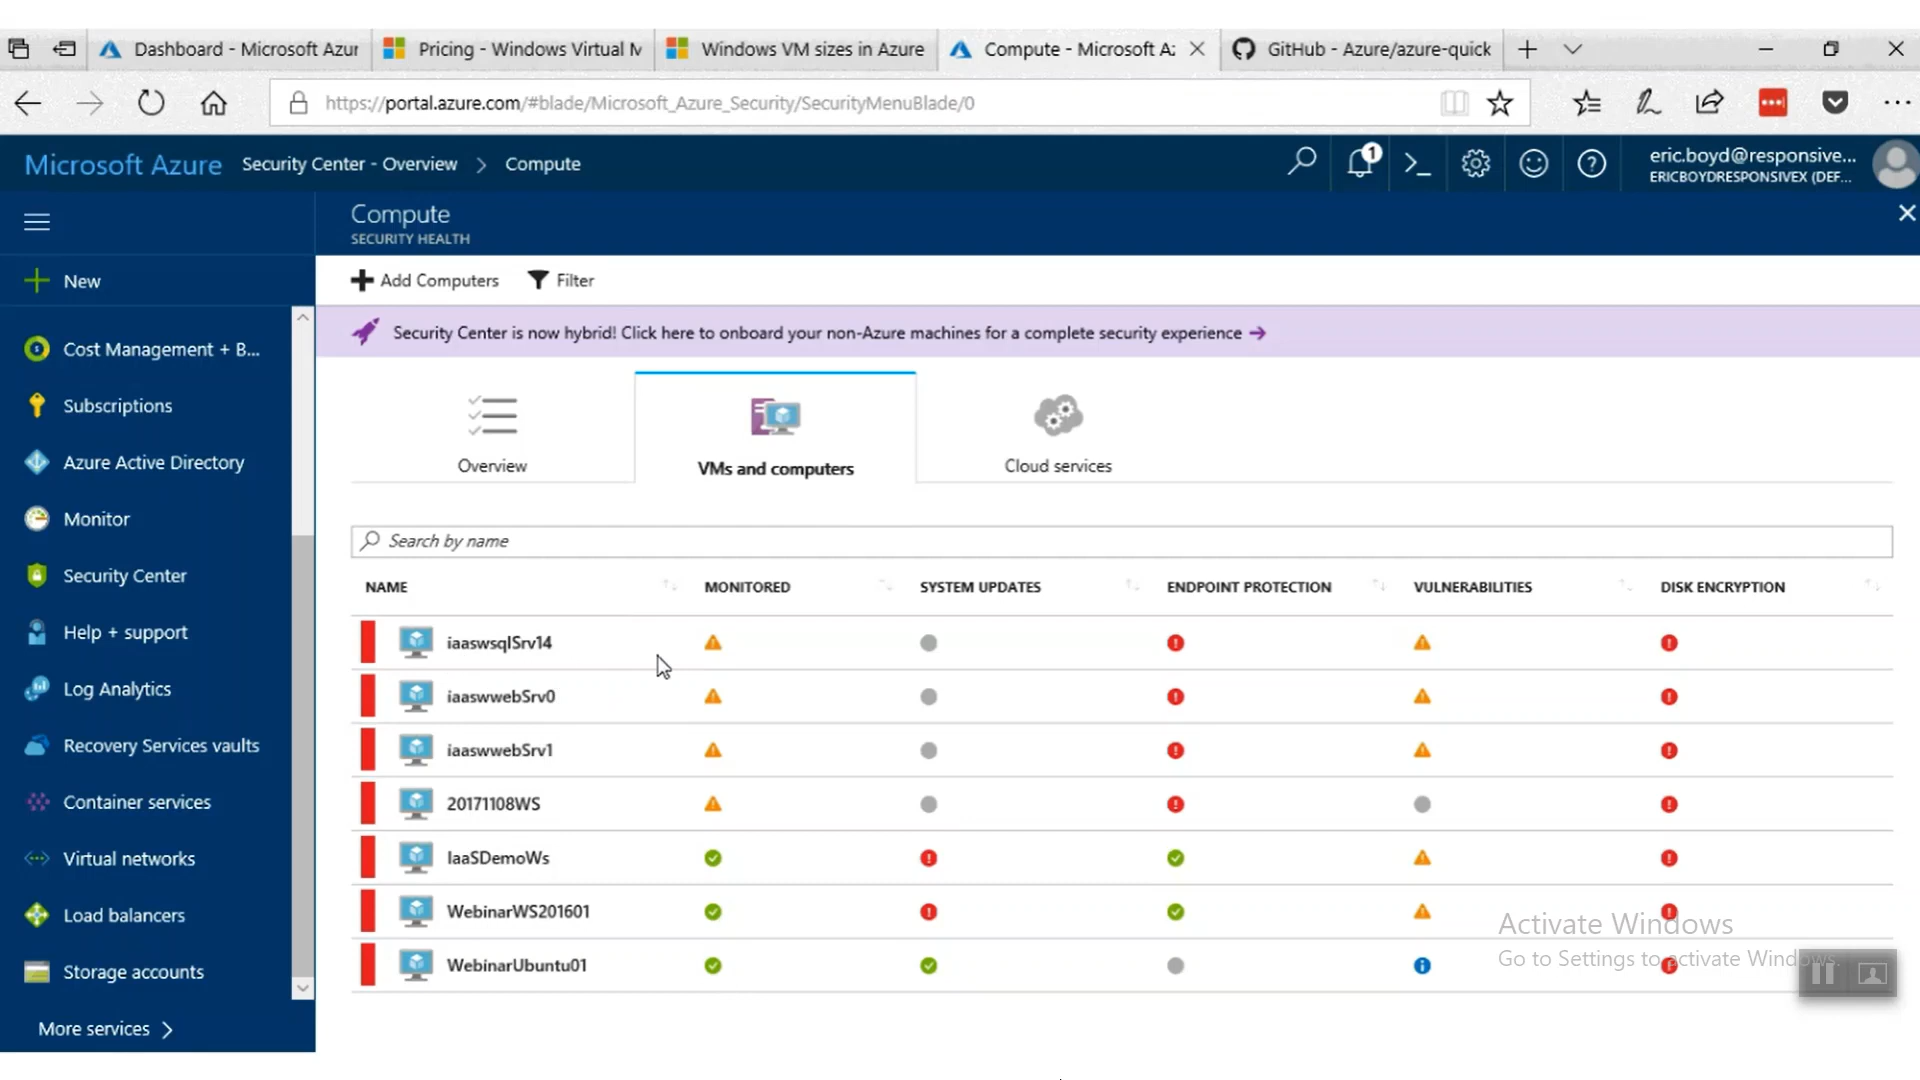 Dashboard - Microsoft Azur
Pricing - Windows Virtual M
Windows VM sizes in Azure
Compute - Microsoft Az
GitHub - Azure/azure-quick
https://portal.azure.com/#blade/Microsoft_Azure_Security/SecurityMenuBlade/0
Microsoft Azure
Security Center - Overview > Compute
1
eric.boyd@responsive...
ERICBOYDRESPONSIVEX (DEF...
Compute
SECURITY HEALTH
New
Add Computers
Filter
Security Center is now hybrid! Click here to onboard your non-Azure machines for a complete security experience →
Cost Management + B...
Subscriptions
Azure Active Directory
Monitor
Security Center
Help + support
Log Analytics
Recovery Services vaults
Container services
Virtual networks
Load balancers
Storage accounts
More services >
Overview
VMs and computers
Cloud services
Search by name
NAME MONITORED SYSTEM UPDATES ENDPOINT PROTECTION VULNERABILITIES DISK ENCRYPTION
iaaswsqlSrv14
iaaswwebSrv0
iaaswwebSrv1
20171108WS
IaaSDemoWs
WebinarWS201601
WebinarUbuntu01
Activate Windows
Go to Settings to activate Windows.